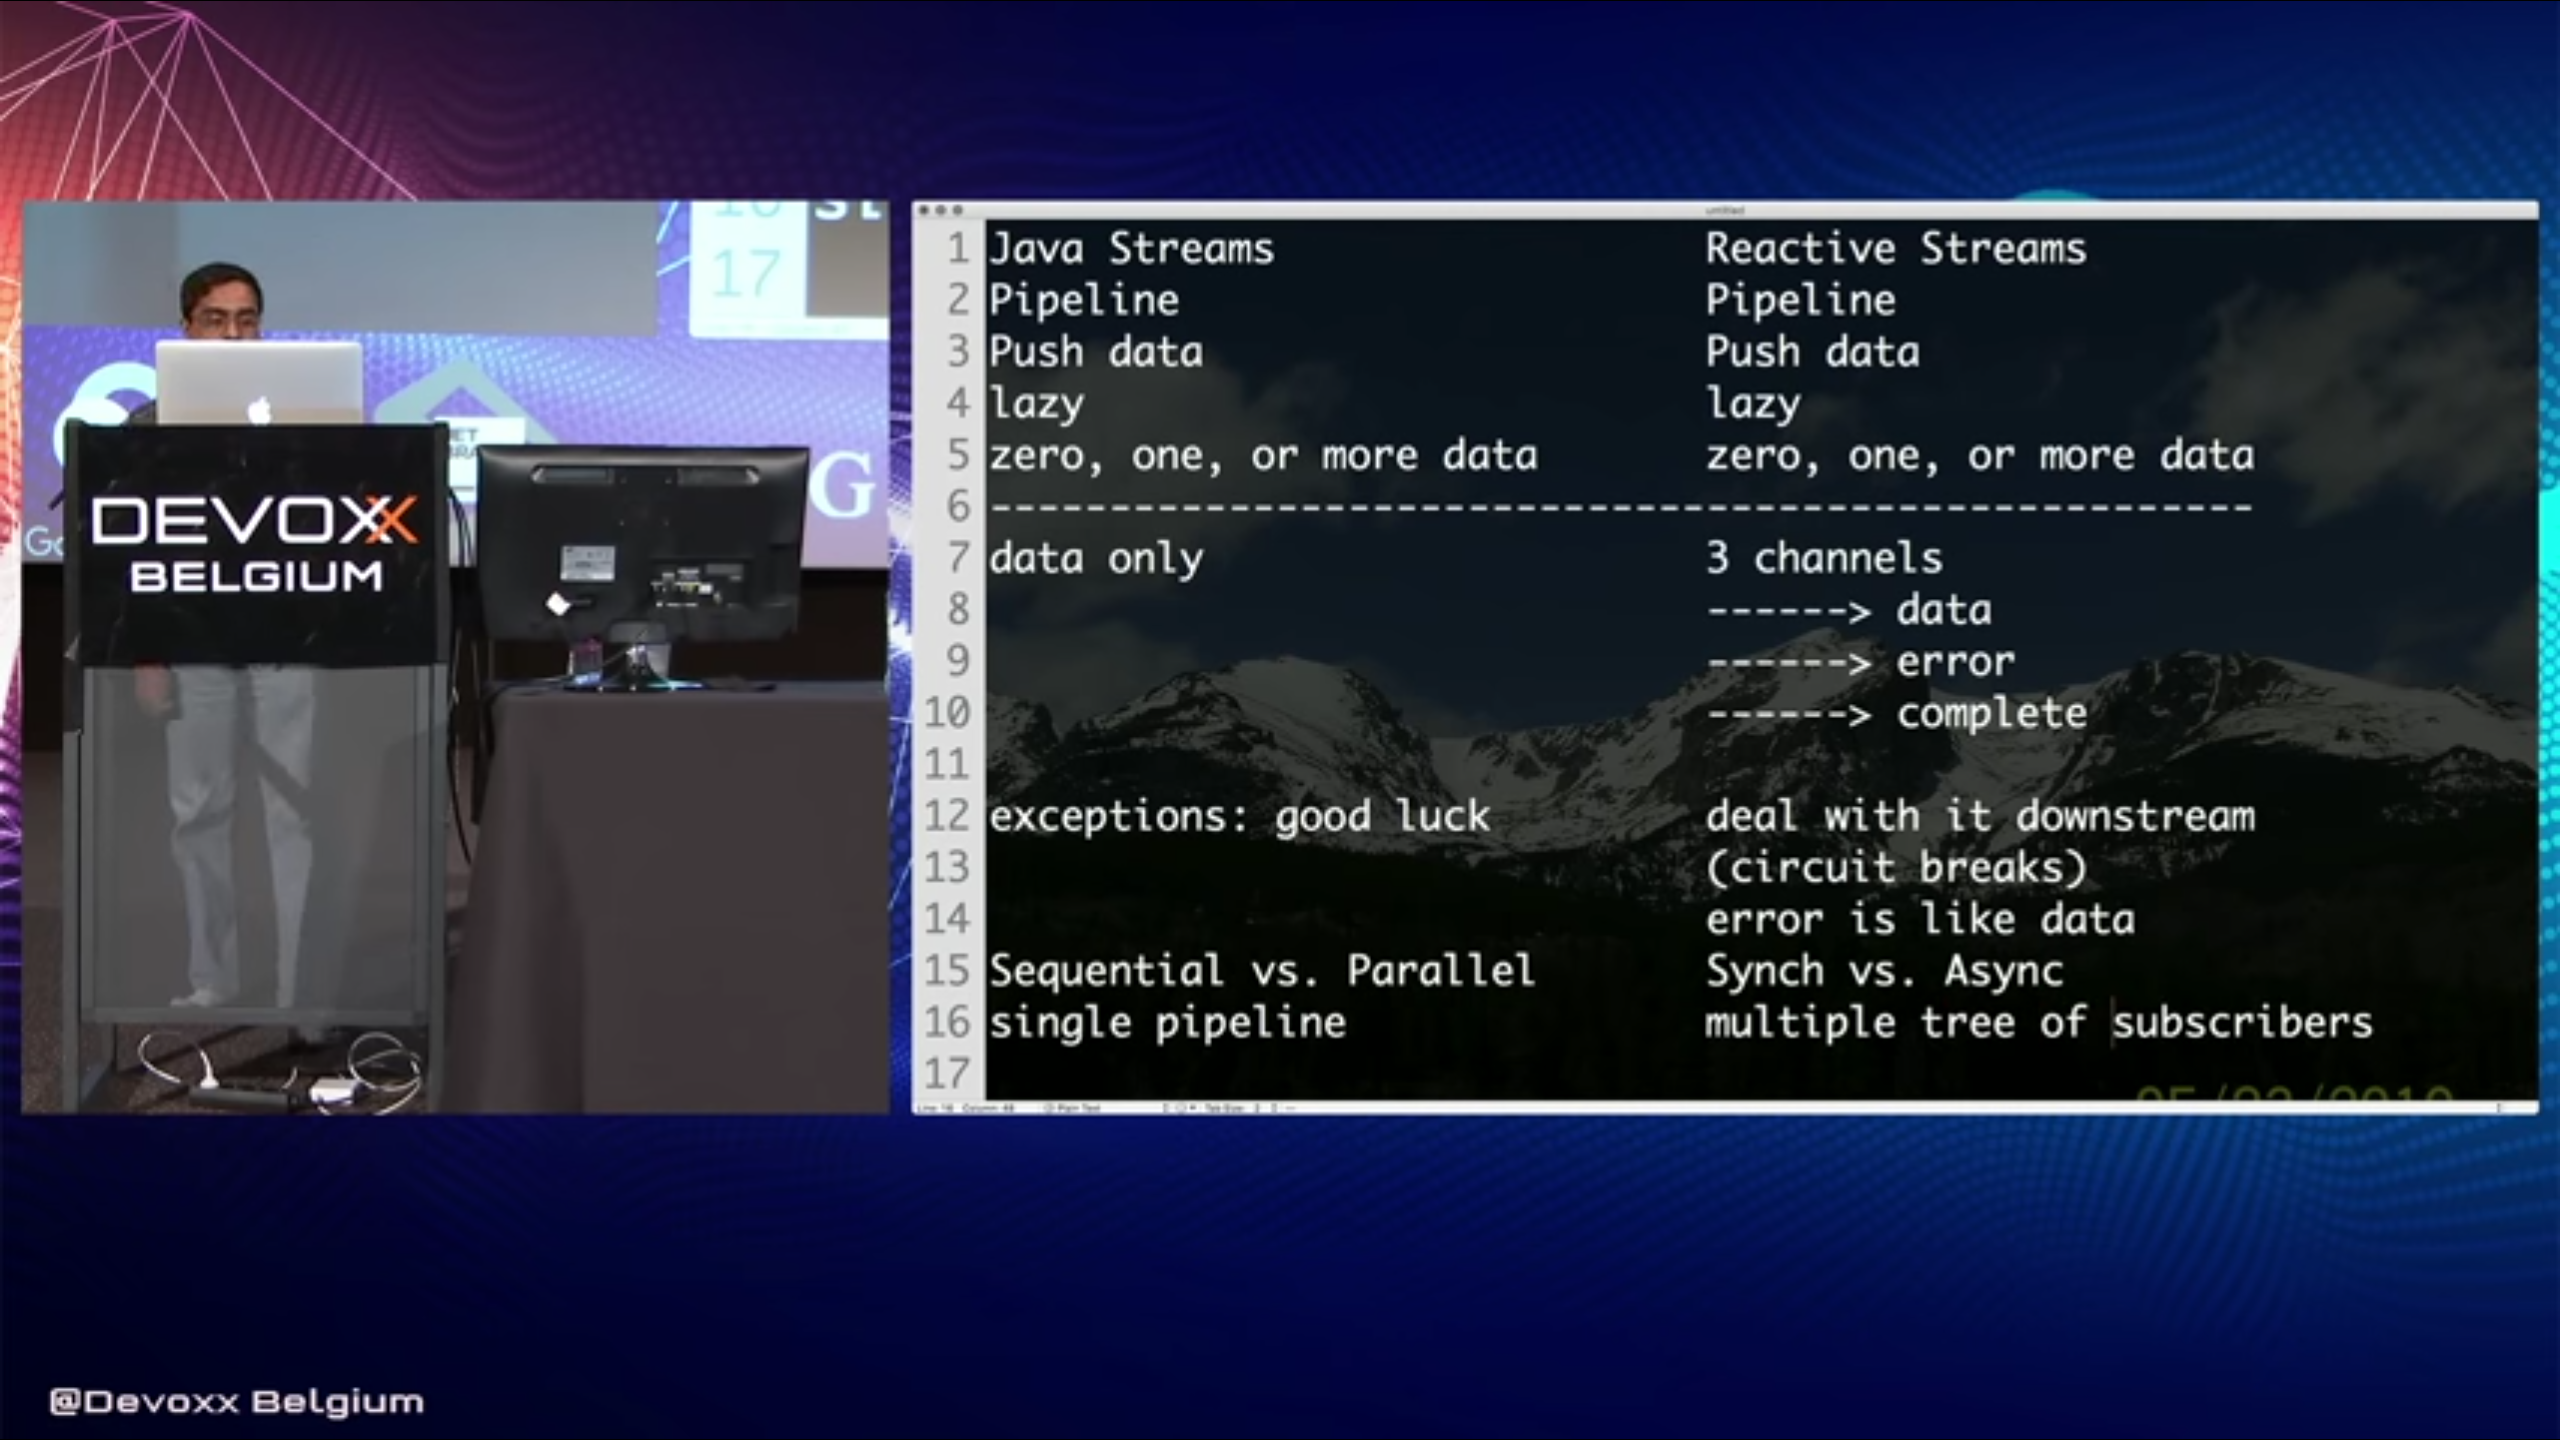 16 st
17
G
Go
DEVOXX
BELGIUM
untitled
1 Java Streams Reactive Streams
2 Pipeline Pipeline
3 Push data Push data
4 lazy lazy
5 zero, one, or more data zero, one, or more data
6 -----------------------------------------------------
7 data only 3 channels
8 ------> data
9 ------> error
10 ------> complete
11
12 exceptions: good luck deal with it downstream
13 (circuit breaks)
14 error is like data
15 Sequential vs. Parallel Synch vs. Async
16 single pipeline multiple tree of subscribers
17
@Devoxx Belgium